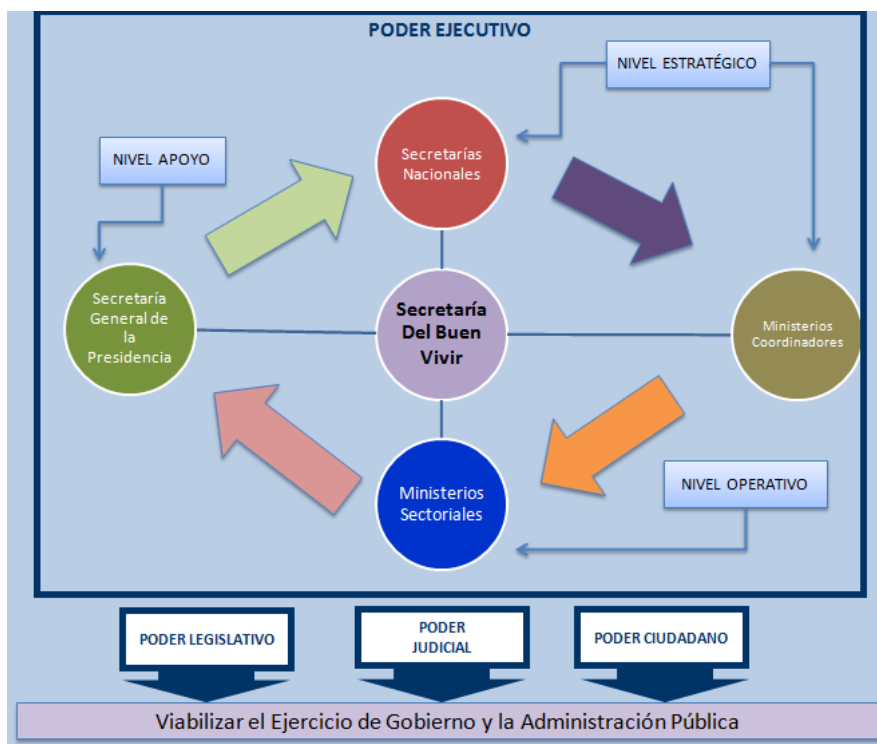 PODER EJECUTIVO
NIVEL ESTRATÉGICO
NIVEL APOYO
Secretarías
Nacionales
Secretaría
General de
la
Presidencia
Secretaría
Del Buen
Vivir
Ministerios
Coordinadores
Ministerios
Sectoriales
NIVEL OPERATIVO
PODER LEGISLATIVO
PODER
JUDICIAL
PODER CIUDADANO
Viabilizar el Ejercicio de Gobierno y la Administración Pública